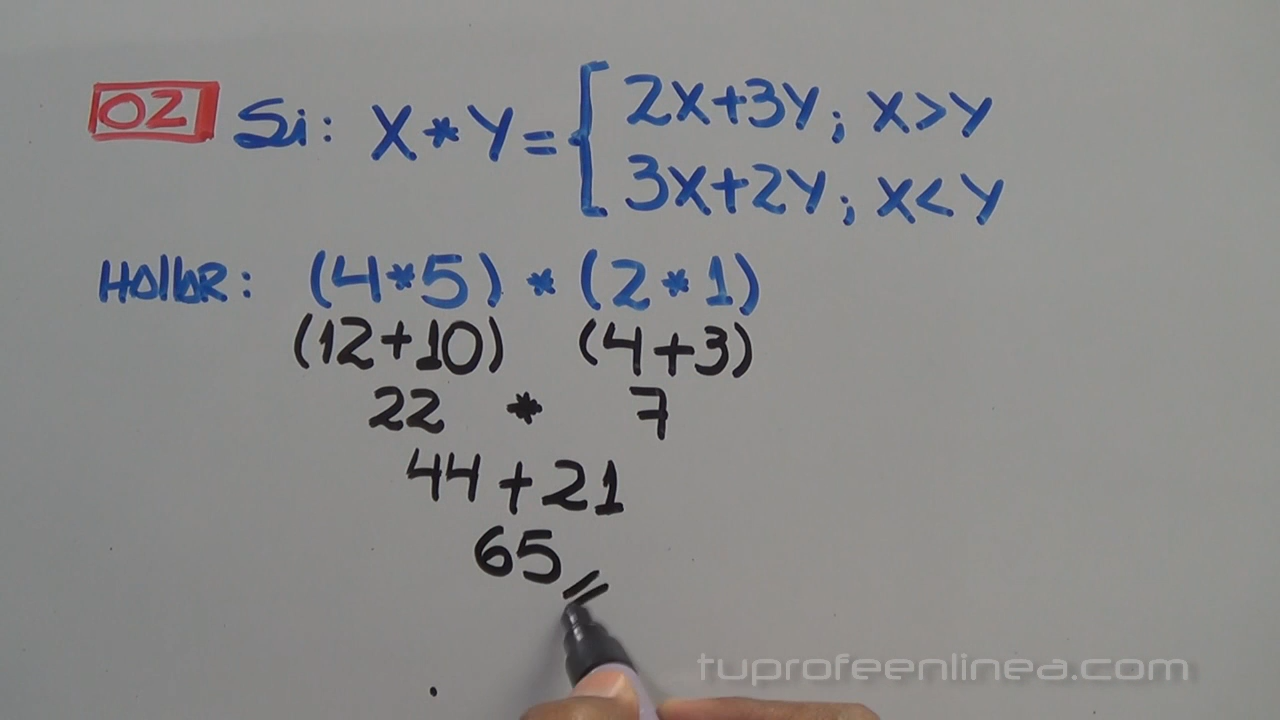 02 Si: X * Y = { 2X+3Y; X>Y
3X+2Y; X<Y
Hallar: (4*5) * (2*1)
(12+10) (4+3)
22 * 7
44+21
65
tuprofeenlinea.com